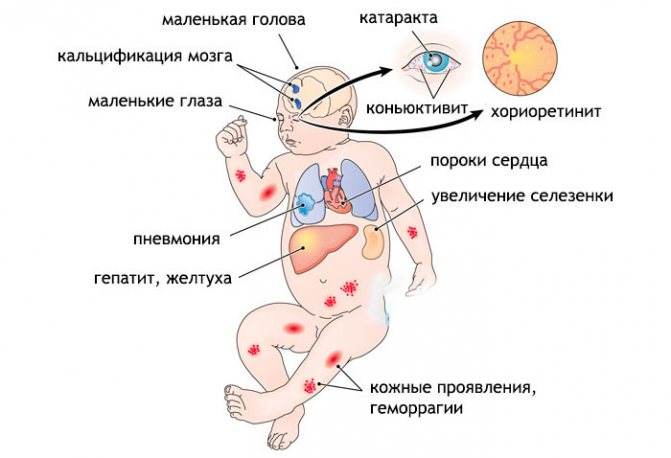 маленькая голова
катаракта
кальцификация мозга
маленькие глаза
коньюктивит
хориоретинит
пороки сердца
увеличение селезенки
пневмония
гепатит, желтуха
кожные проявления,
геморрагии